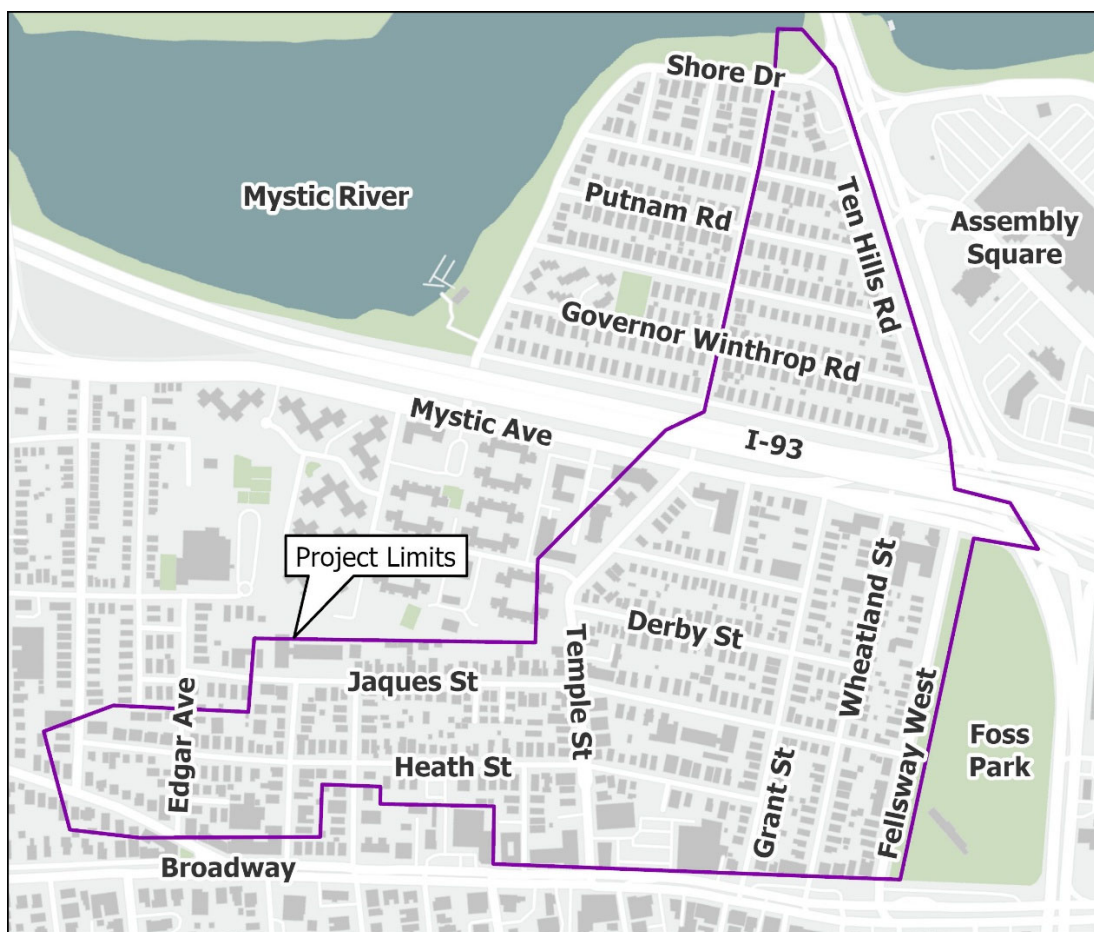 Shore Dr
Mystic River
Putnam Rd
Ten Hills Rd
Assembly
Square
Governor Winthrop Rd
Mystic Ave
I-93
Project Limits
Derby St
Wheatland St
Temple St
Jaques St
Edgar Ave
Heath St
Grant St
Fellsway West
Foss
Park
Broadway